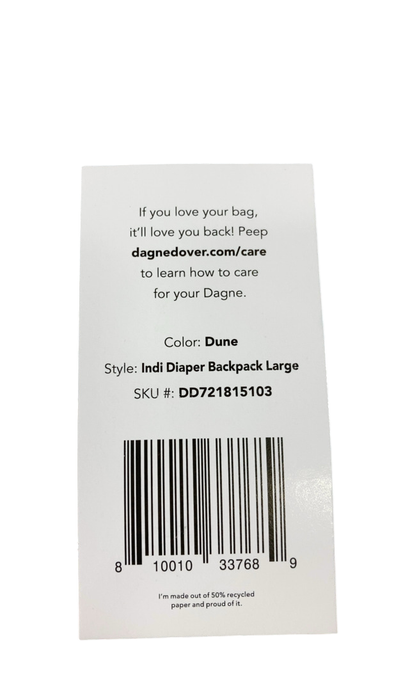 If you love your bag,
it'll love you back! Peep
dagnedover.com/care
to learn how to care
for your Dagne.
Color: Dune
Style: Indi Diaper Backpack Large
SKU #: DD721815103
8 10010 33768 9
I'm made out of 50% recycled
paper and proud of it.